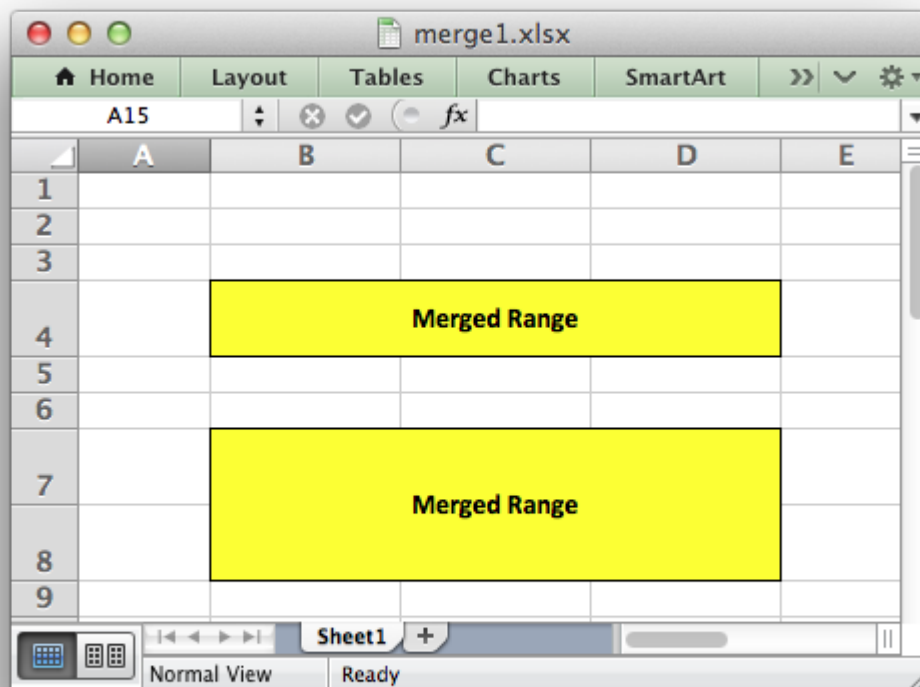 merge1.xlsx
Home Layout Tables Charts SmartArt
A15 fx
A B C D E
1
2
3
4 Merged Range
5
6
7
Merged Range
8
9
Sheet1 +
Normal View Ready